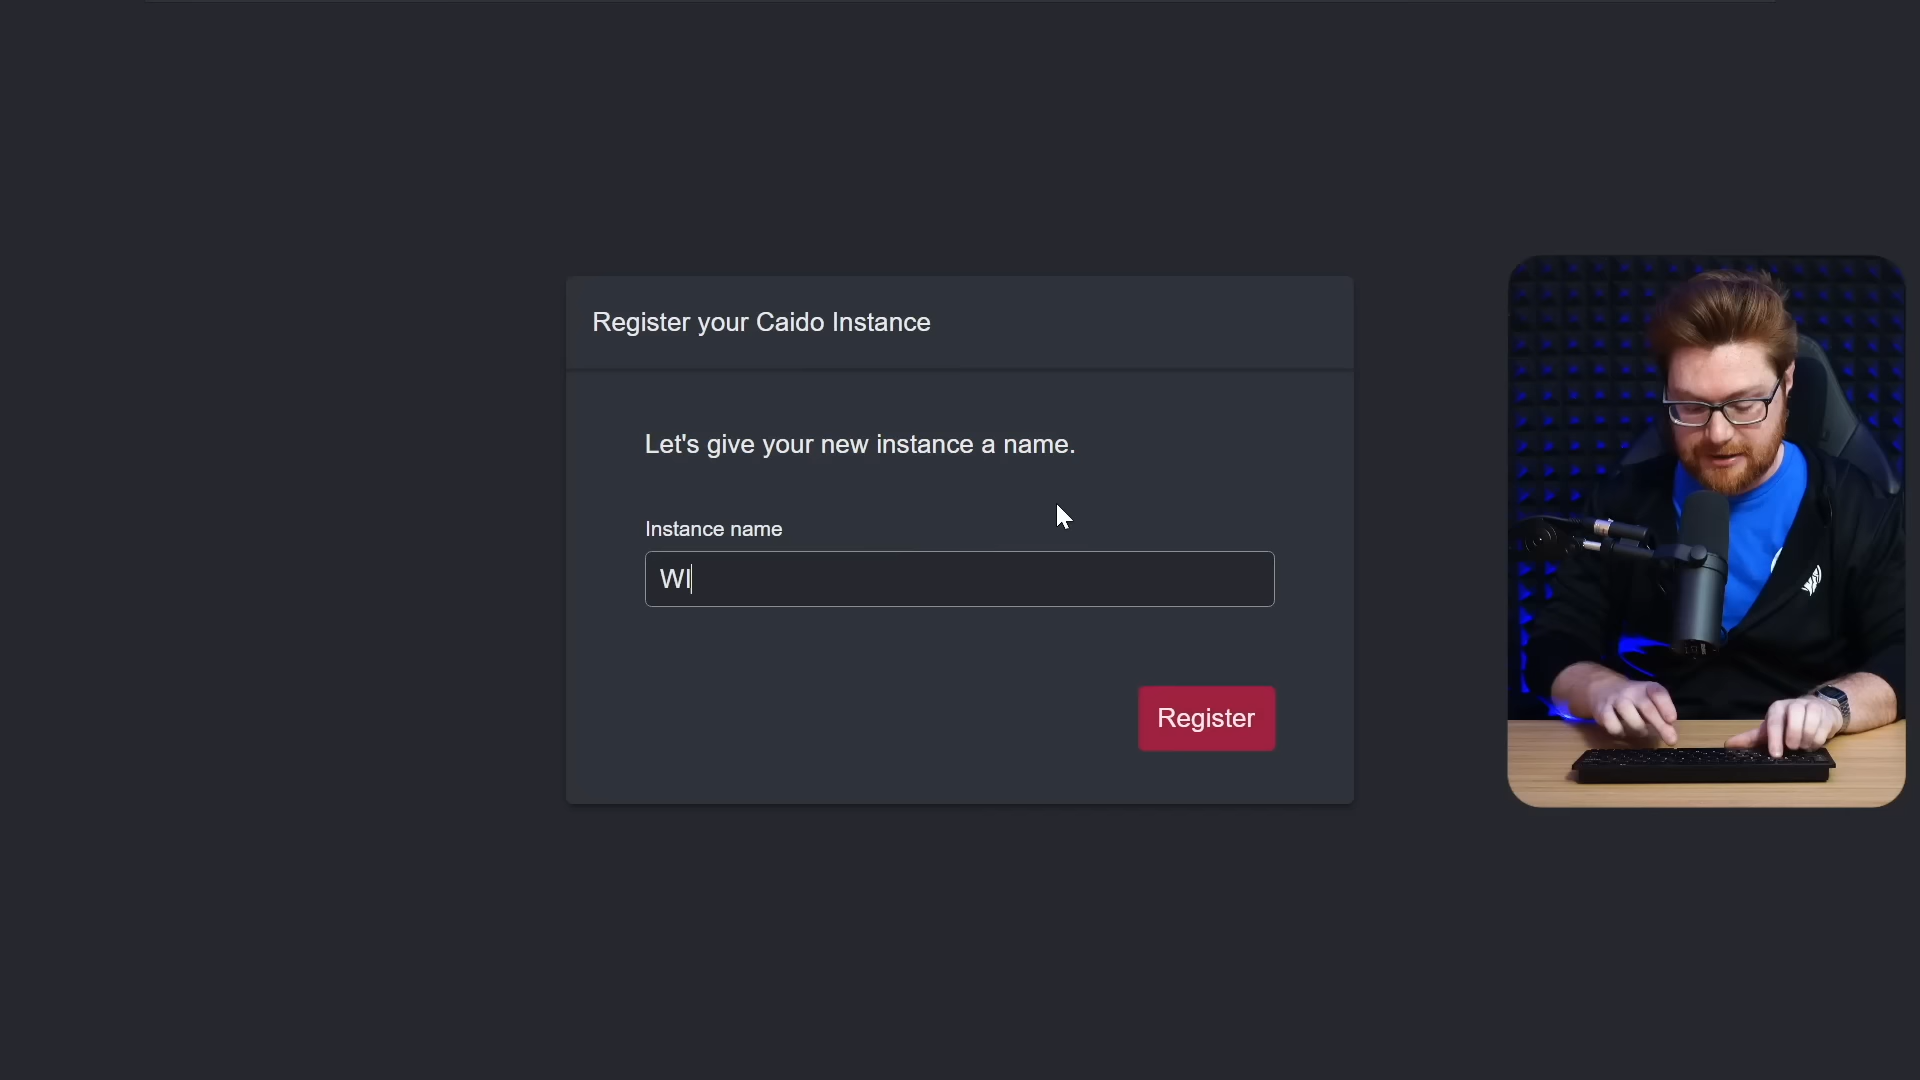 Register your Caido Instance
Let's give your new instance a name.
Instance name
WI
Register